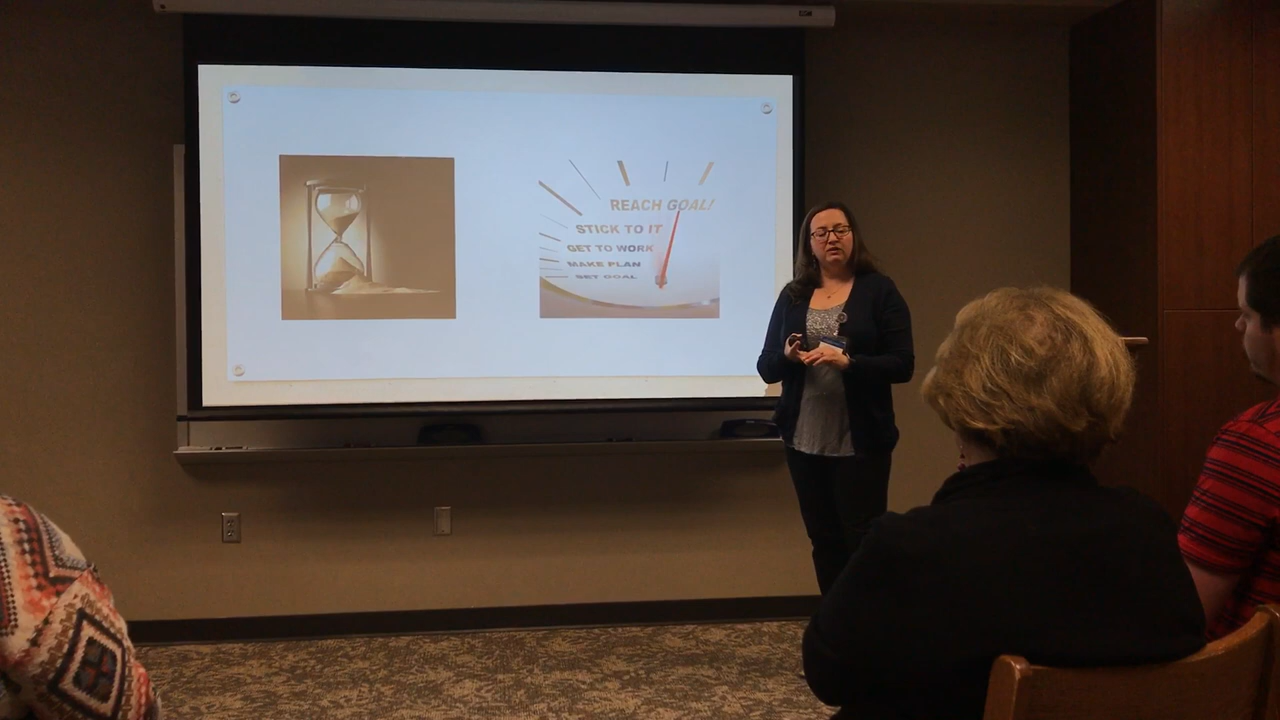 REACH GOAL!
STICK TO IT
GET TO WORK
MAKE PLAN
SET GOAL